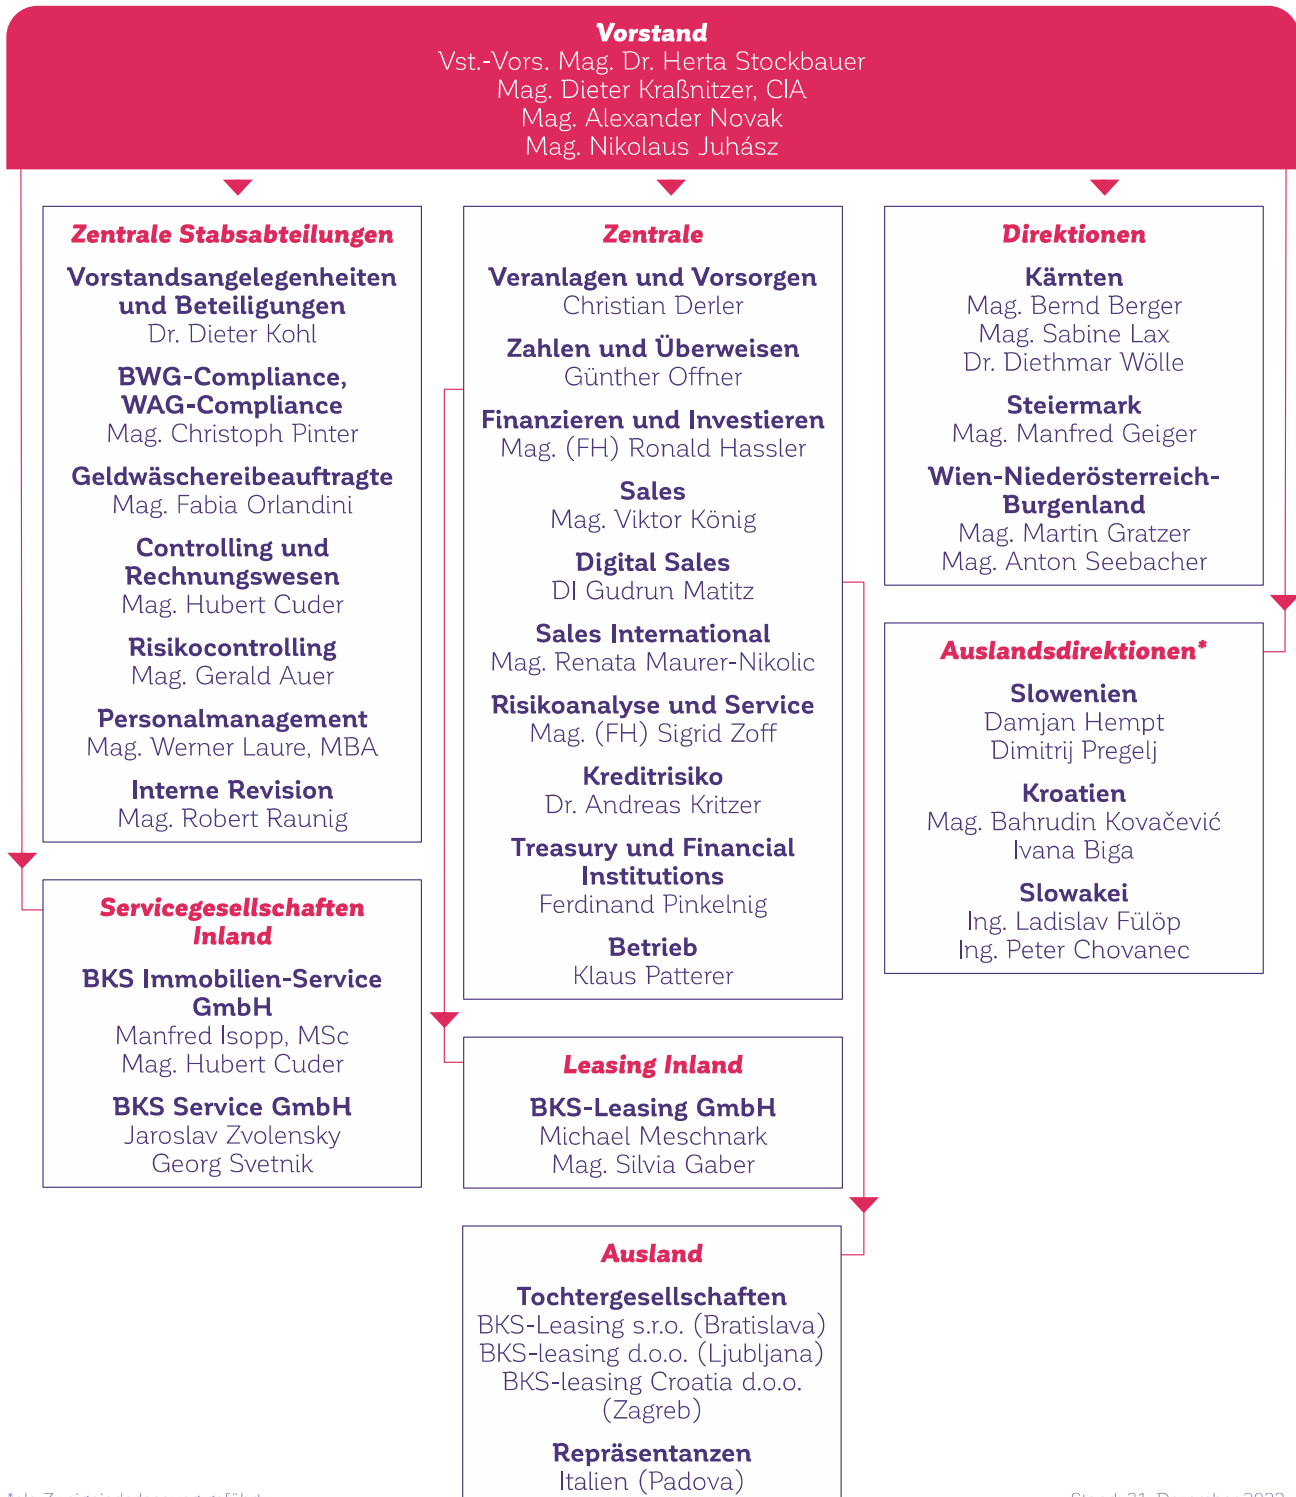 Vorstand
Vst.-Vors. Mag. Dr. Herta Stockbauer
Mag. Dieter Kraßnitzer, CIA
Mag. Alexander Novak
Mag. Nikolaus Juhász
Zentrale Stabsabteilungen
Vorstandsangelegenheiten
und Beteiligungen
Dr. Dieter Kohl
BWG-Compliance,
WAG-Compliance
Mag. Christoph Pinter
Geldwäschereibeauftragte
Mag. Fabia Orlandini
Controlling und
Rechnungswesen
Mag. Hubert Cuder
Risikocontrolling
Mag. Gerald Auer
Personalmanagement
Mag. Werner Laure, MBA
Interne Revision
Mag. Robert Raunig
Servicegesellschaften
Inland
BKS Immobilien-Service
GmbH
Manfred Isopp, MSc
Mag. Hubert Cuder
BKS Service GmbH
Jaroslav Zvolensky
Georg Svetnik
Zentrale
Veranlagen und Vorsorgen
Christian Derler
Zahlen und Überweisen
Günther Offner
Finanzieren und Investieren
Mag. (FH) Ronald Hassler
Sales
Mag. Viktor König
Digital Sales
DI Gudrun Matitz
Sales International
Mag. Renata Maurer-Nikolic
Risikoanalyse und Service
Mag. (FH) Sigrid Zoff
Kreditrisiko
Dr. Andreas Kritzer
Treasury und Financial
Institutions
Ferdinand Pinkelnig
Betrieb
Klaus Patterer
Leasing Inland
BKS-Leasing GmbH
Michael Meschnark
Mag. Silvia Gaber
Ausland
Tochtergesellschaften
BKS-Leasing s.r.o. (Bratislava)
BKS-leasing d.o.o. (Ljubljana)
BKS-leasing Croatia d.o.o.
(Zagreb)
Repräsentanzen
Italien (Padova)
Direktionen
Kärnten
Mag. Bernd Berger
Mag. Sabine Lax
Dr. Diethmar Wölle
Steiermark
Mag. Manfred Geiger
Wien-Niederösterreich-
Burgenland
Mag. Martin Gratzer
Mag. Anton Seebacher
Auslandsdirektionen*
Slowenien
Damjan Hempt
Dimitrij Pregelj
Kroatien
Mag. Bahrudin Kovačević
Ivana Biga
Slowakei
Ing. Ladislav Fülöp
Ing. Peter Chovanec